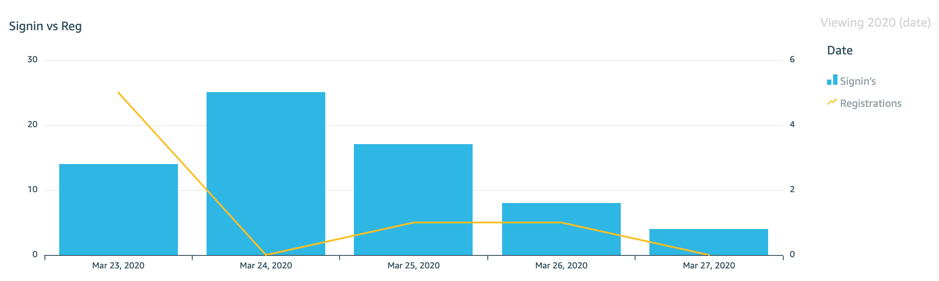 Signin vs Reg
Viewing 2020 (date)
Date
Signin's
Registrations
30
20
10
0
6
4
2
0
Mar 23, 2020
Mar 24, 2020
Mar 25, 2020
Mar 26, 2020
Mar 27, 2020